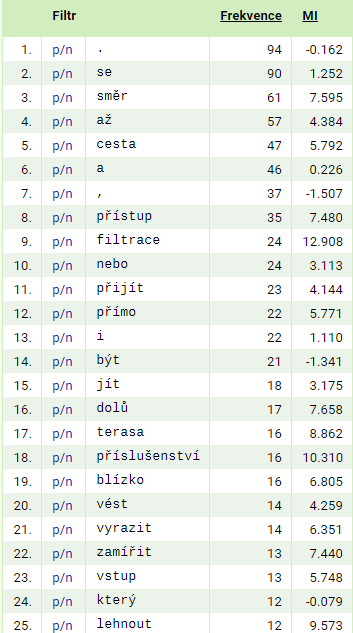 Filtr Frekvence MI
1. p/n . 94 -0.162
2. p/n se 90 1.252
3. p/n směr 61 7.595
4. p/n až 57 4.384
5. p/n cesta 47 5.792
6. p/n a 46 0.226
7. p/n , 37 -1.507
8. p/n přístup 35 7.480
9. p/n filtrace 24 12.908
10. p/n nebo 24 3.113
11. p/n přijít 23 4.144
12. p/n přímo 22 5.771
13. p/n i 22 1.110
14. p/n být 21 -1.341
15. p/n jít 18 3.175
16. p/n dolů 17 7.658
17. p/n terasa 16 8.862
18. p/n příslušenství 16 10.310
19. p/n blízko 16 6.805
20. p/n vést 14 4.259
21. p/n vyrazit 14 6.351
22. p/n zamířit 13 7.440
23. p/n vstup 13 5.748
24. p/n který 12 -0.079
25. p/n lehnout 12 9.573